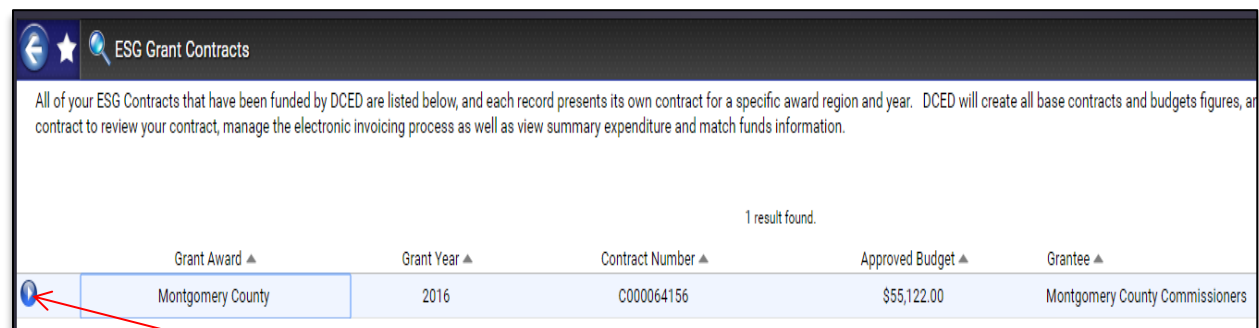 ESG Grant Contracts
All of your ESG Contracts that have been funded by DCED are listed below, and each record presents its own contract for a specific award region and year. DCED will create all base contracts and budgets figures,
contract to review your contract, manage the electronic invoicing process as well as view summary expenditure and match funds information.
1 result found.
Grant Award ▲ Grant Year ▲ Contract Number ▲ Approved Budget ▲ Grantee ▲
Montgomery County 2016 C000064156 $55,122.00 Montgomery County Commissioners